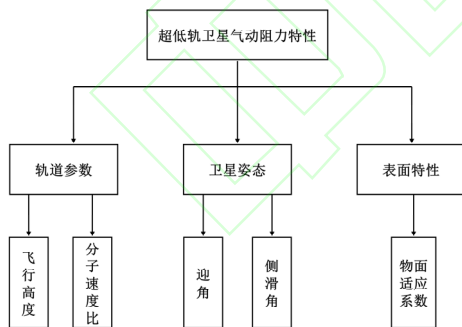 超低轨卫星气动阻力特性
轨道参数
卫星姿态
表面特性
飞行高度
分子速度比
迎角
侧滑角
物面
适应
系数